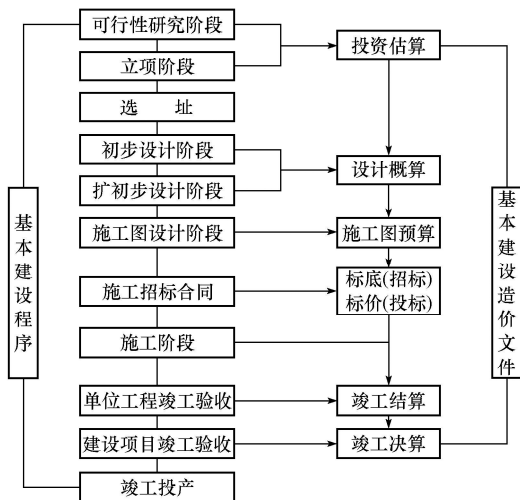 可行性研究阶段
立项阶段
选 址
初步设计阶段
扩初步设计阶段
施工图设计阶段
施工招标合同
施工阶段
单位工程竣工验收
建设项目竣工验收
竣工投产
基本建设程序
投资估算
设计概算
施工图预算
标底(招标)
标价(投标)
竣工结算
竣工决算
基本建设造价文件